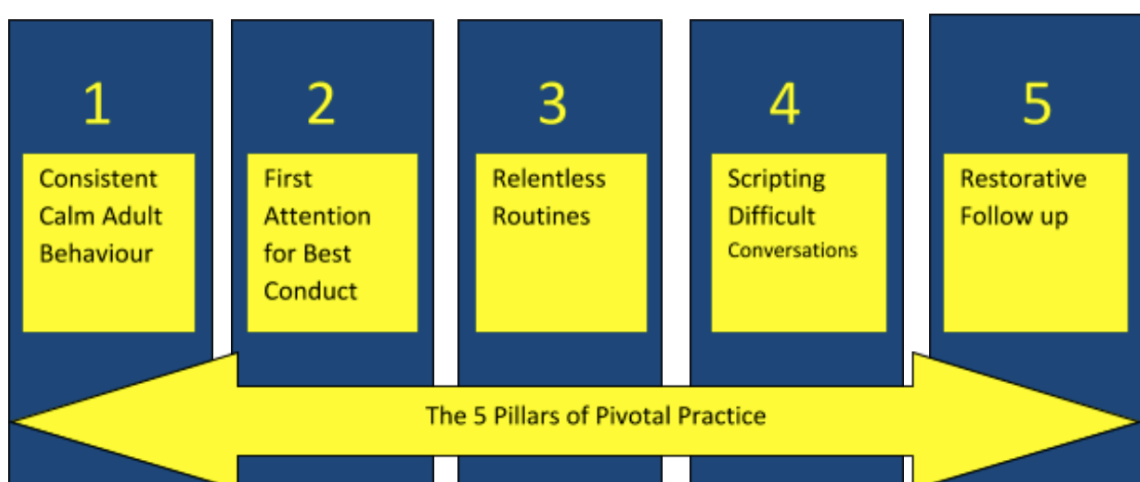 1
Consistent
Calm Adult
Behaviour
2
First
Attention
for Best
Conduct
3
Relentless
Routines
4
Scripting
Difficult
Conversations
5
Restorative
Follow up
The 5 Pillars of Pivotal Practice